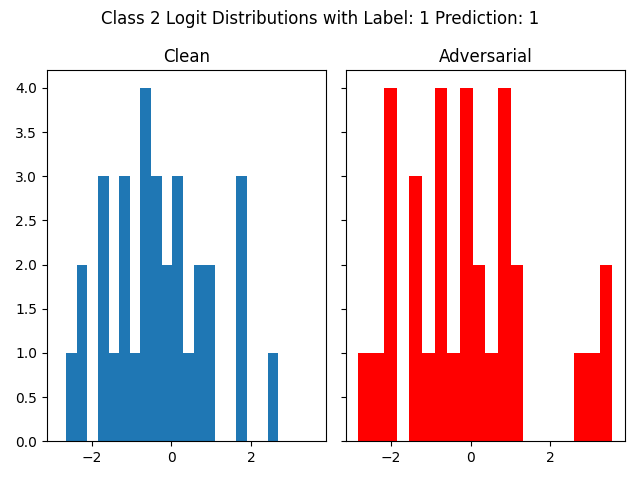 Class 2 Logit Distributions with Label: 1 Prediction: 1
Clean
Adversarial
4.0
3.5
3.0
2.5
2.0
1.5
1.0
0.5
0.0
−2 0 2
−2 0 2